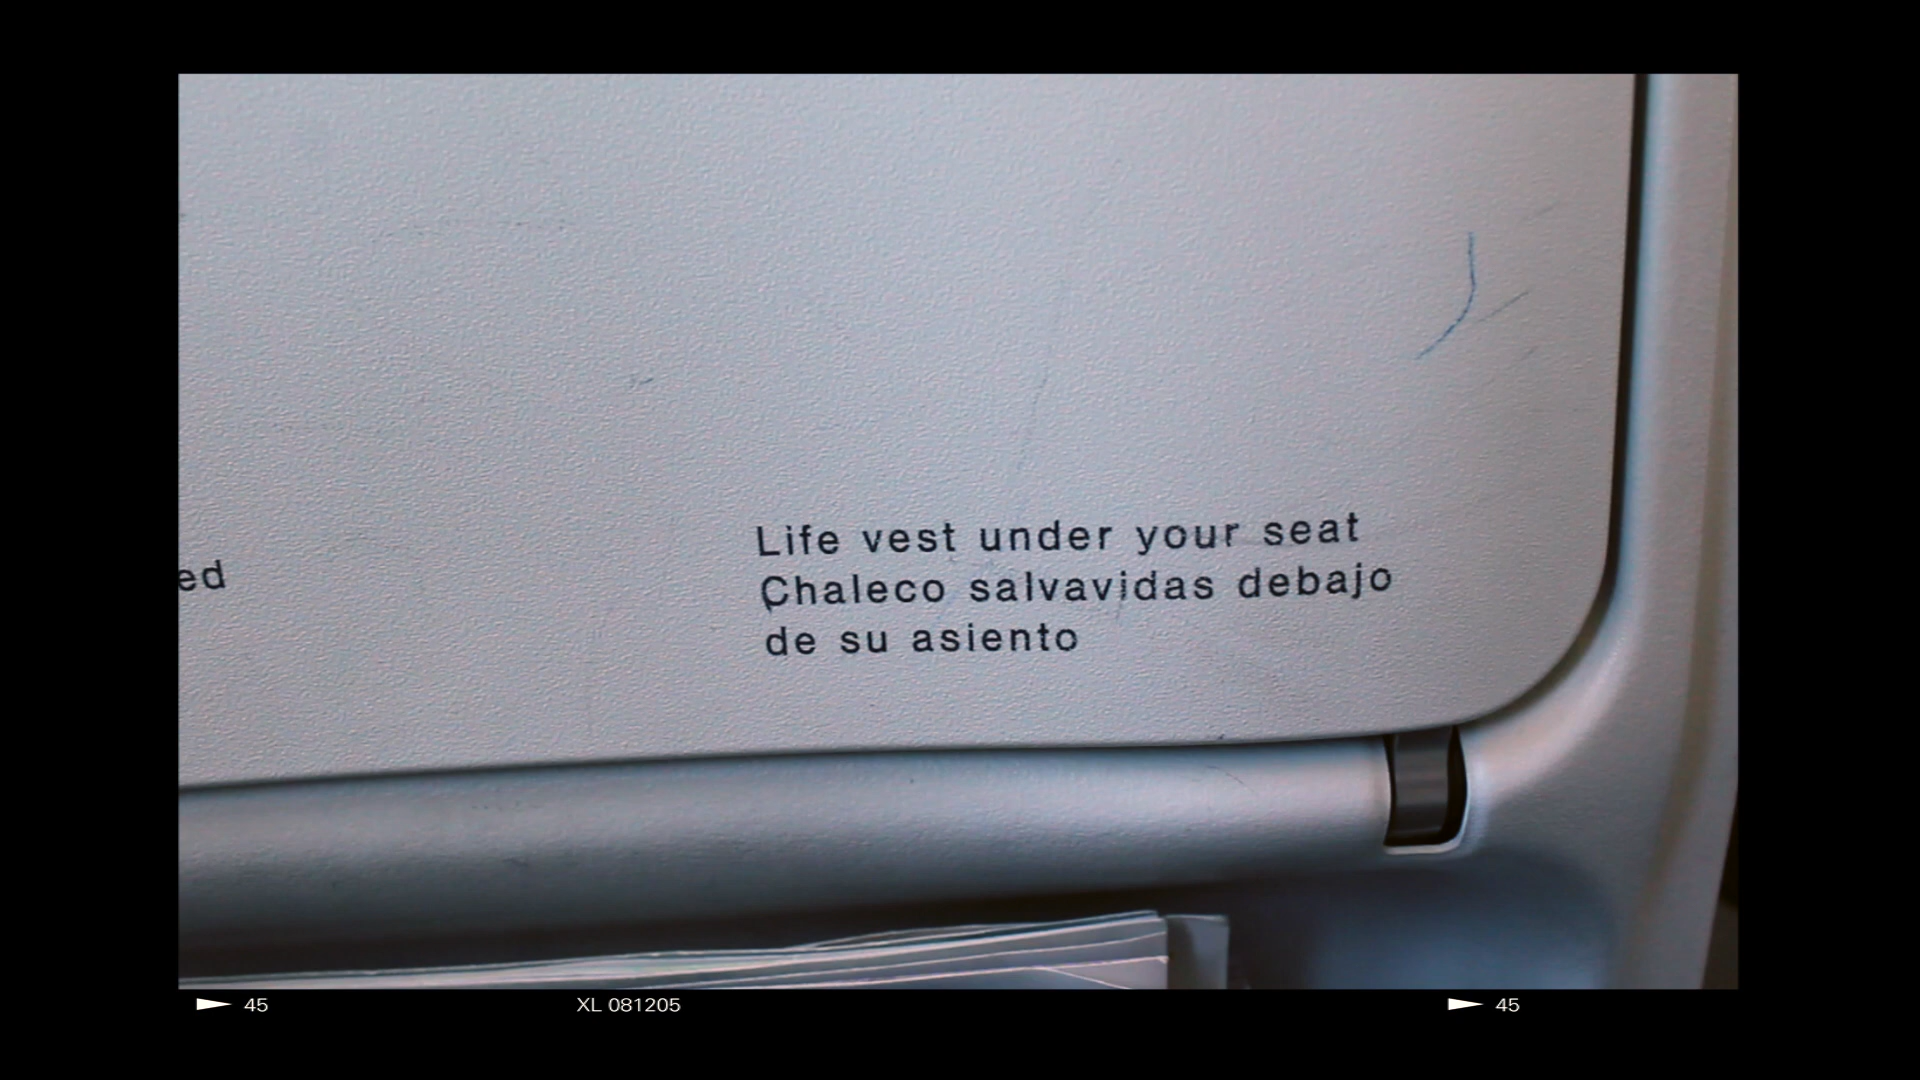 ed
Life vest under your seat
Chaleco salvavidas debajo
de su asiento
45
XL 081205
45